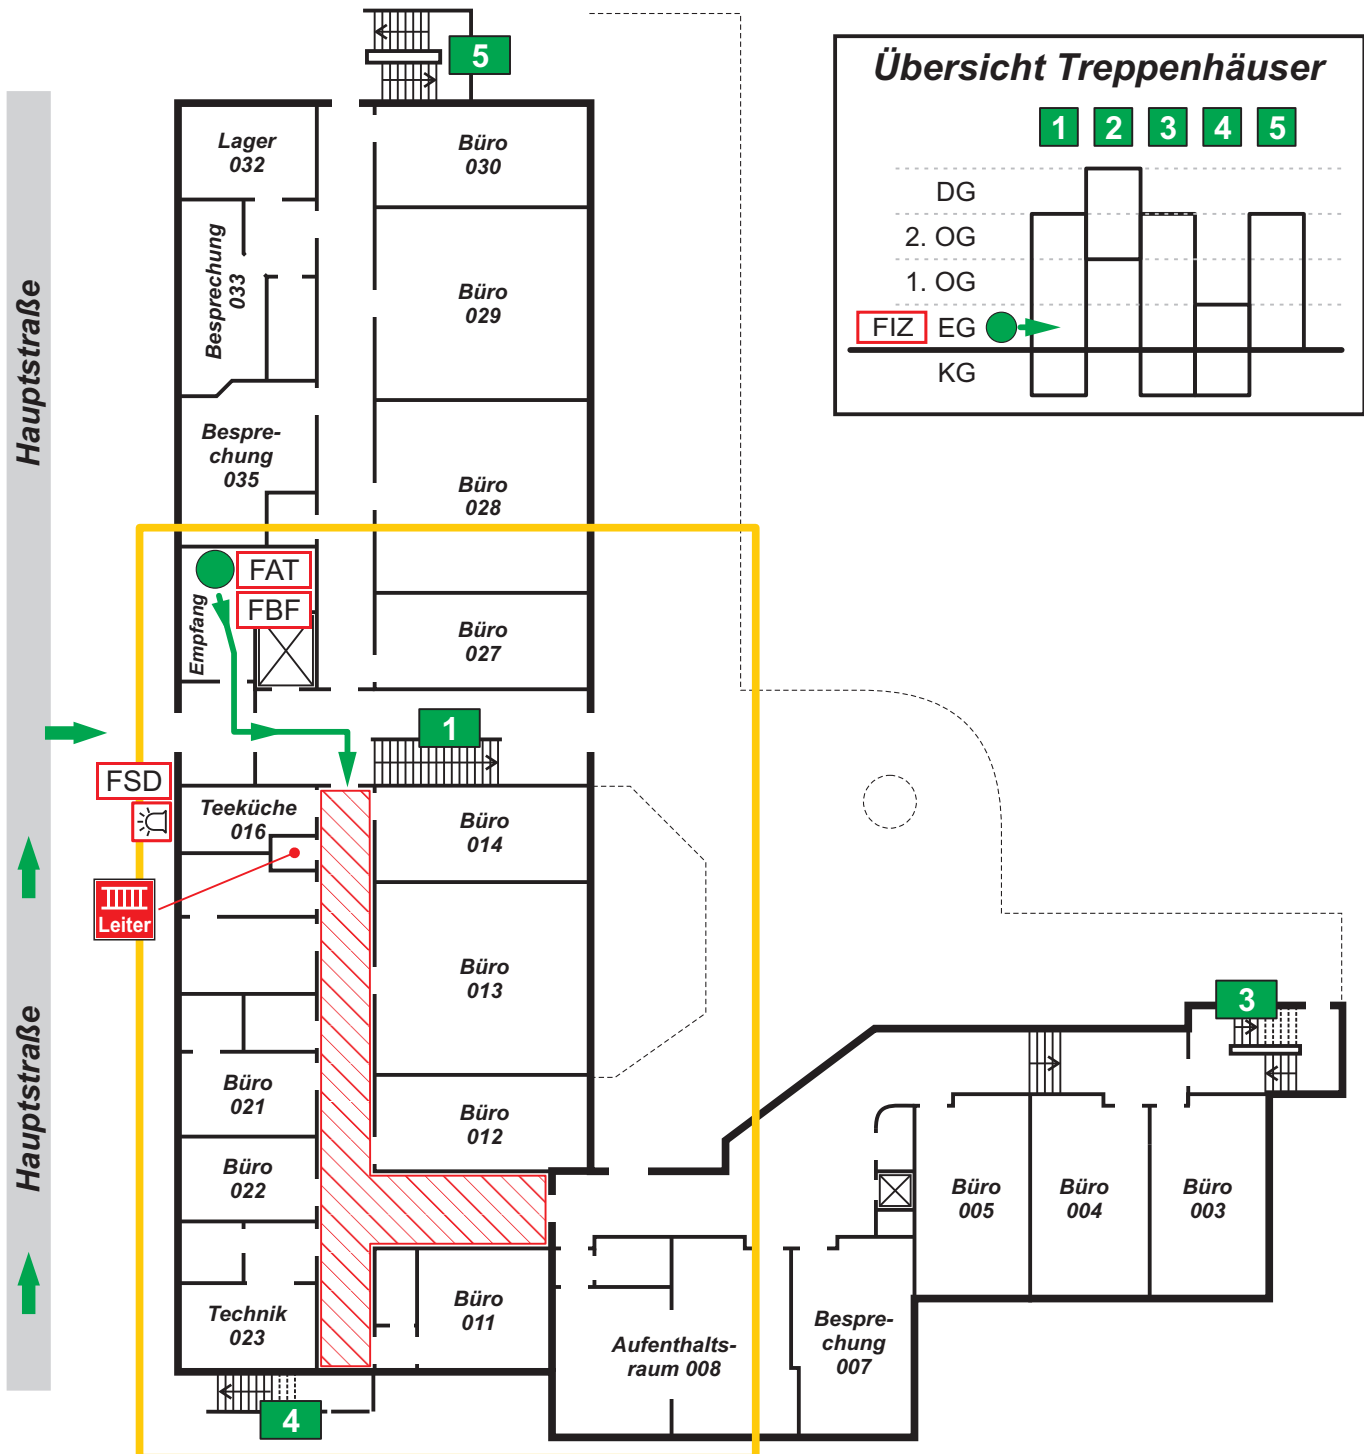 5
Übersicht Treppenhäuser
1 2 3 4 5
DG
2. OG
1. OG
FIZ EG
KG
Hauptstraße
Hauptstraße
Lager
032
Büro
030
Besprechung
033
Büro
029
Bespre-
chung
035
Büro
028
FAT
FBF
Empfang
Büro
027
1
FSD
Teeküche
016
Büro
014
Leiter
Büro
013
3
Büro
021
Büro
012
Büro
022
Büro
005
Büro
004
Büro
003
Technik
023
Büro
011
Aufenthalts-
raum 008
Bespre-
chung
007
4